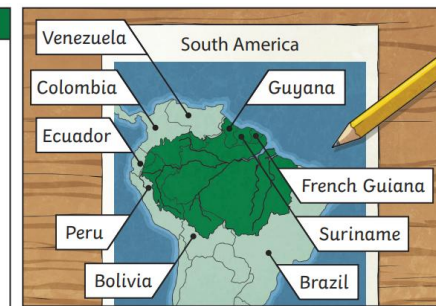 South America
Venezuela
Colombia
Guyana
Ecuador
French Guiana
Peru
Suriname
Bolivia
Brazil